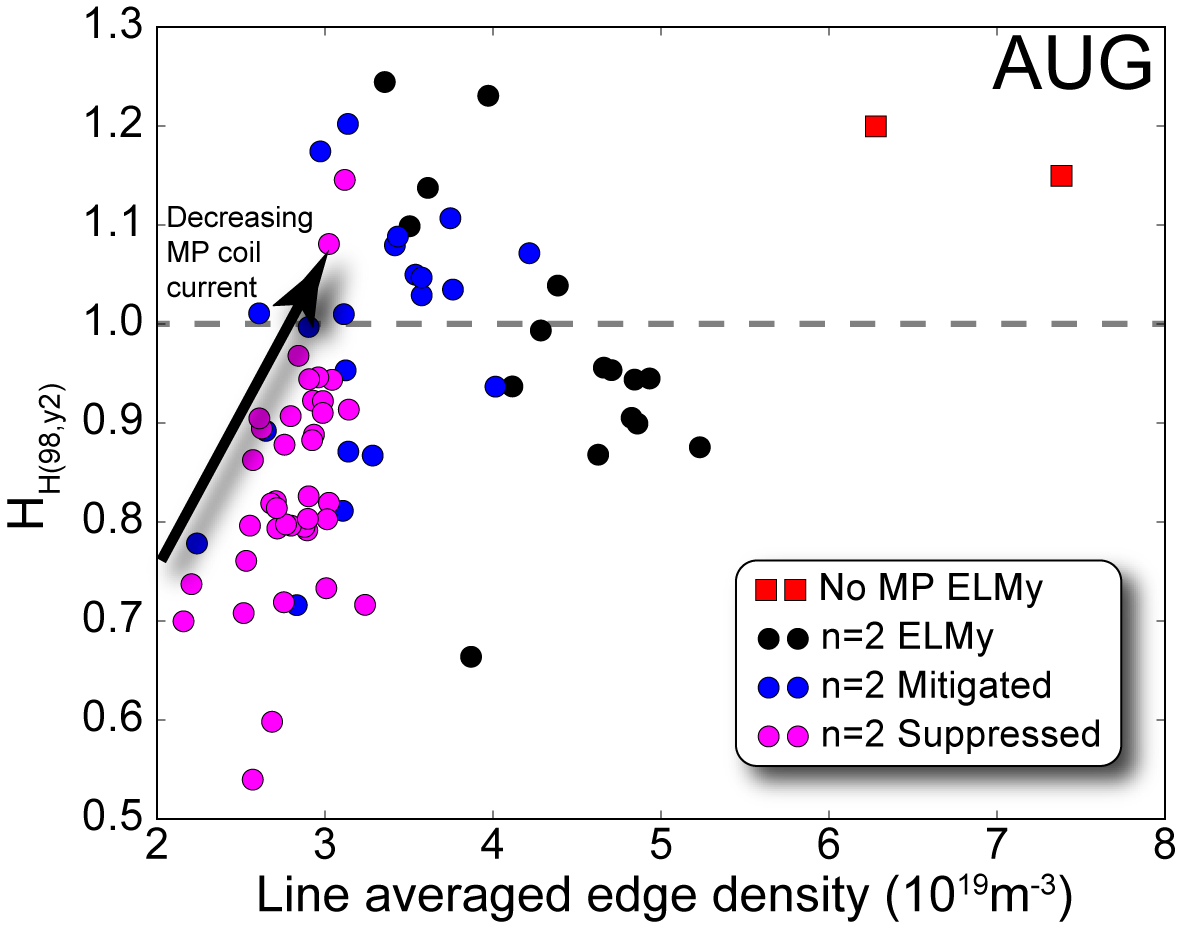 AUG
1.3
1.2
1.1
1.0
0.9
0.8
0.7
0.6
0.5
H_H(98,y2)
Decreasing
MP coil
current
No MP ELMy
n=2 ELMy
n=2 Mitigated
n=2 Suppressed
2 3 4 5 6 7 8
Line averaged edge density (10¹⁹m⁻³)